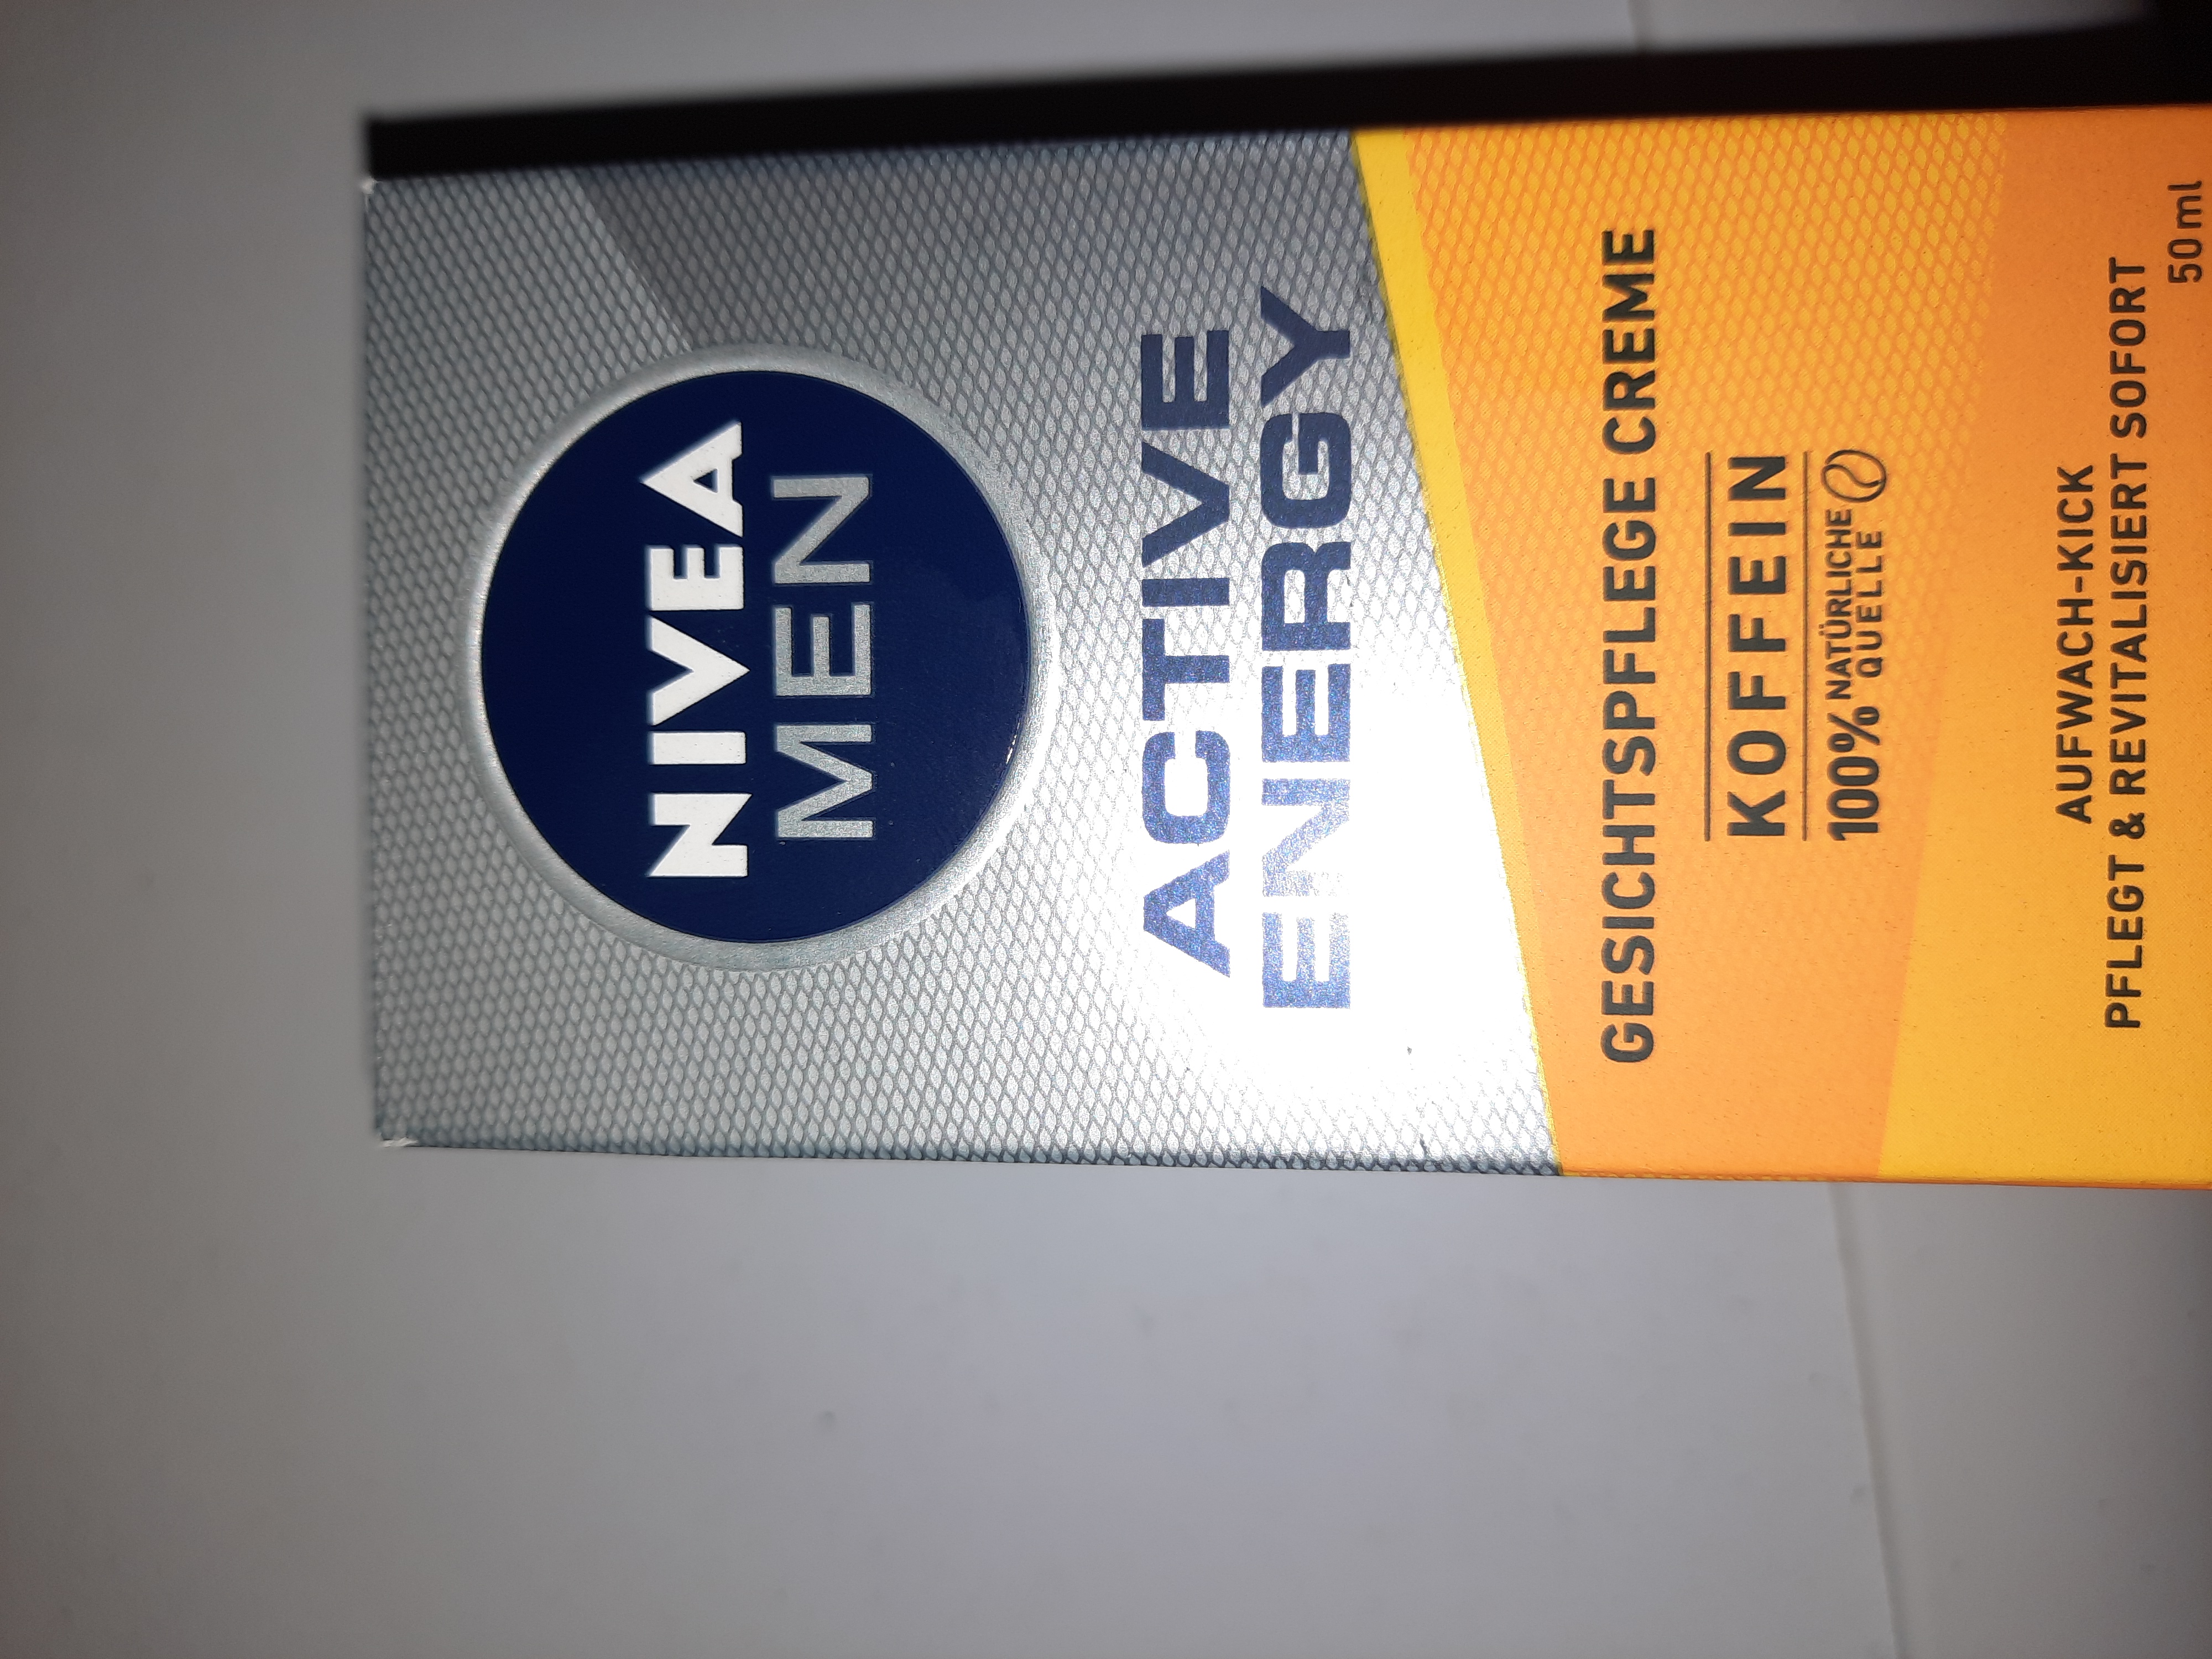 NIVEA
MEN
ACTIVE
ENERGY
GESICHTSPFLEGE CREME
KOFFEIN
100% NATÜRLICHE
QUELLE
AUFWACH-KICK
PFLEGT & REVITALISIERT SOFORT
50 ml